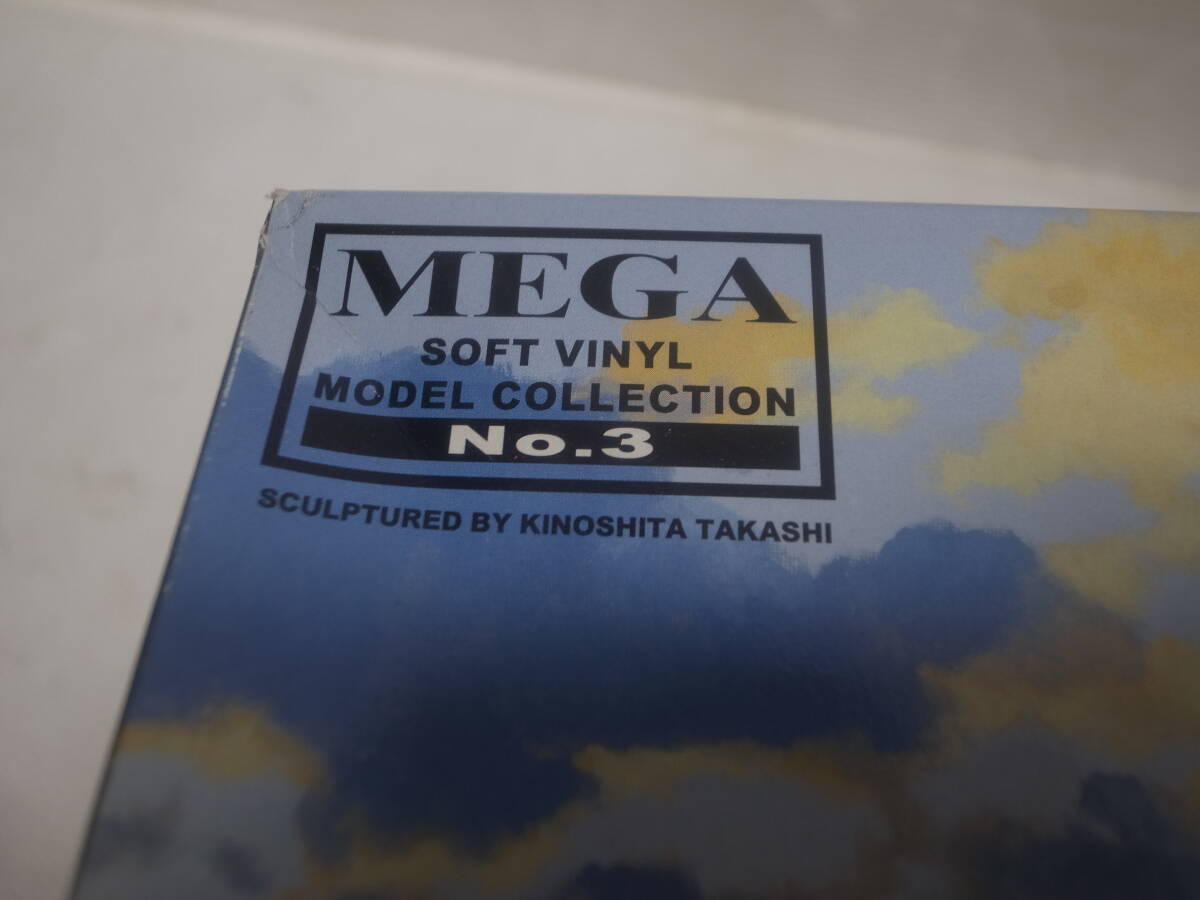 MEGA
SOFT VINYL
MODEL COLLECTION
No.3
SCULPTURED BY KINOSHITA TAKASHI